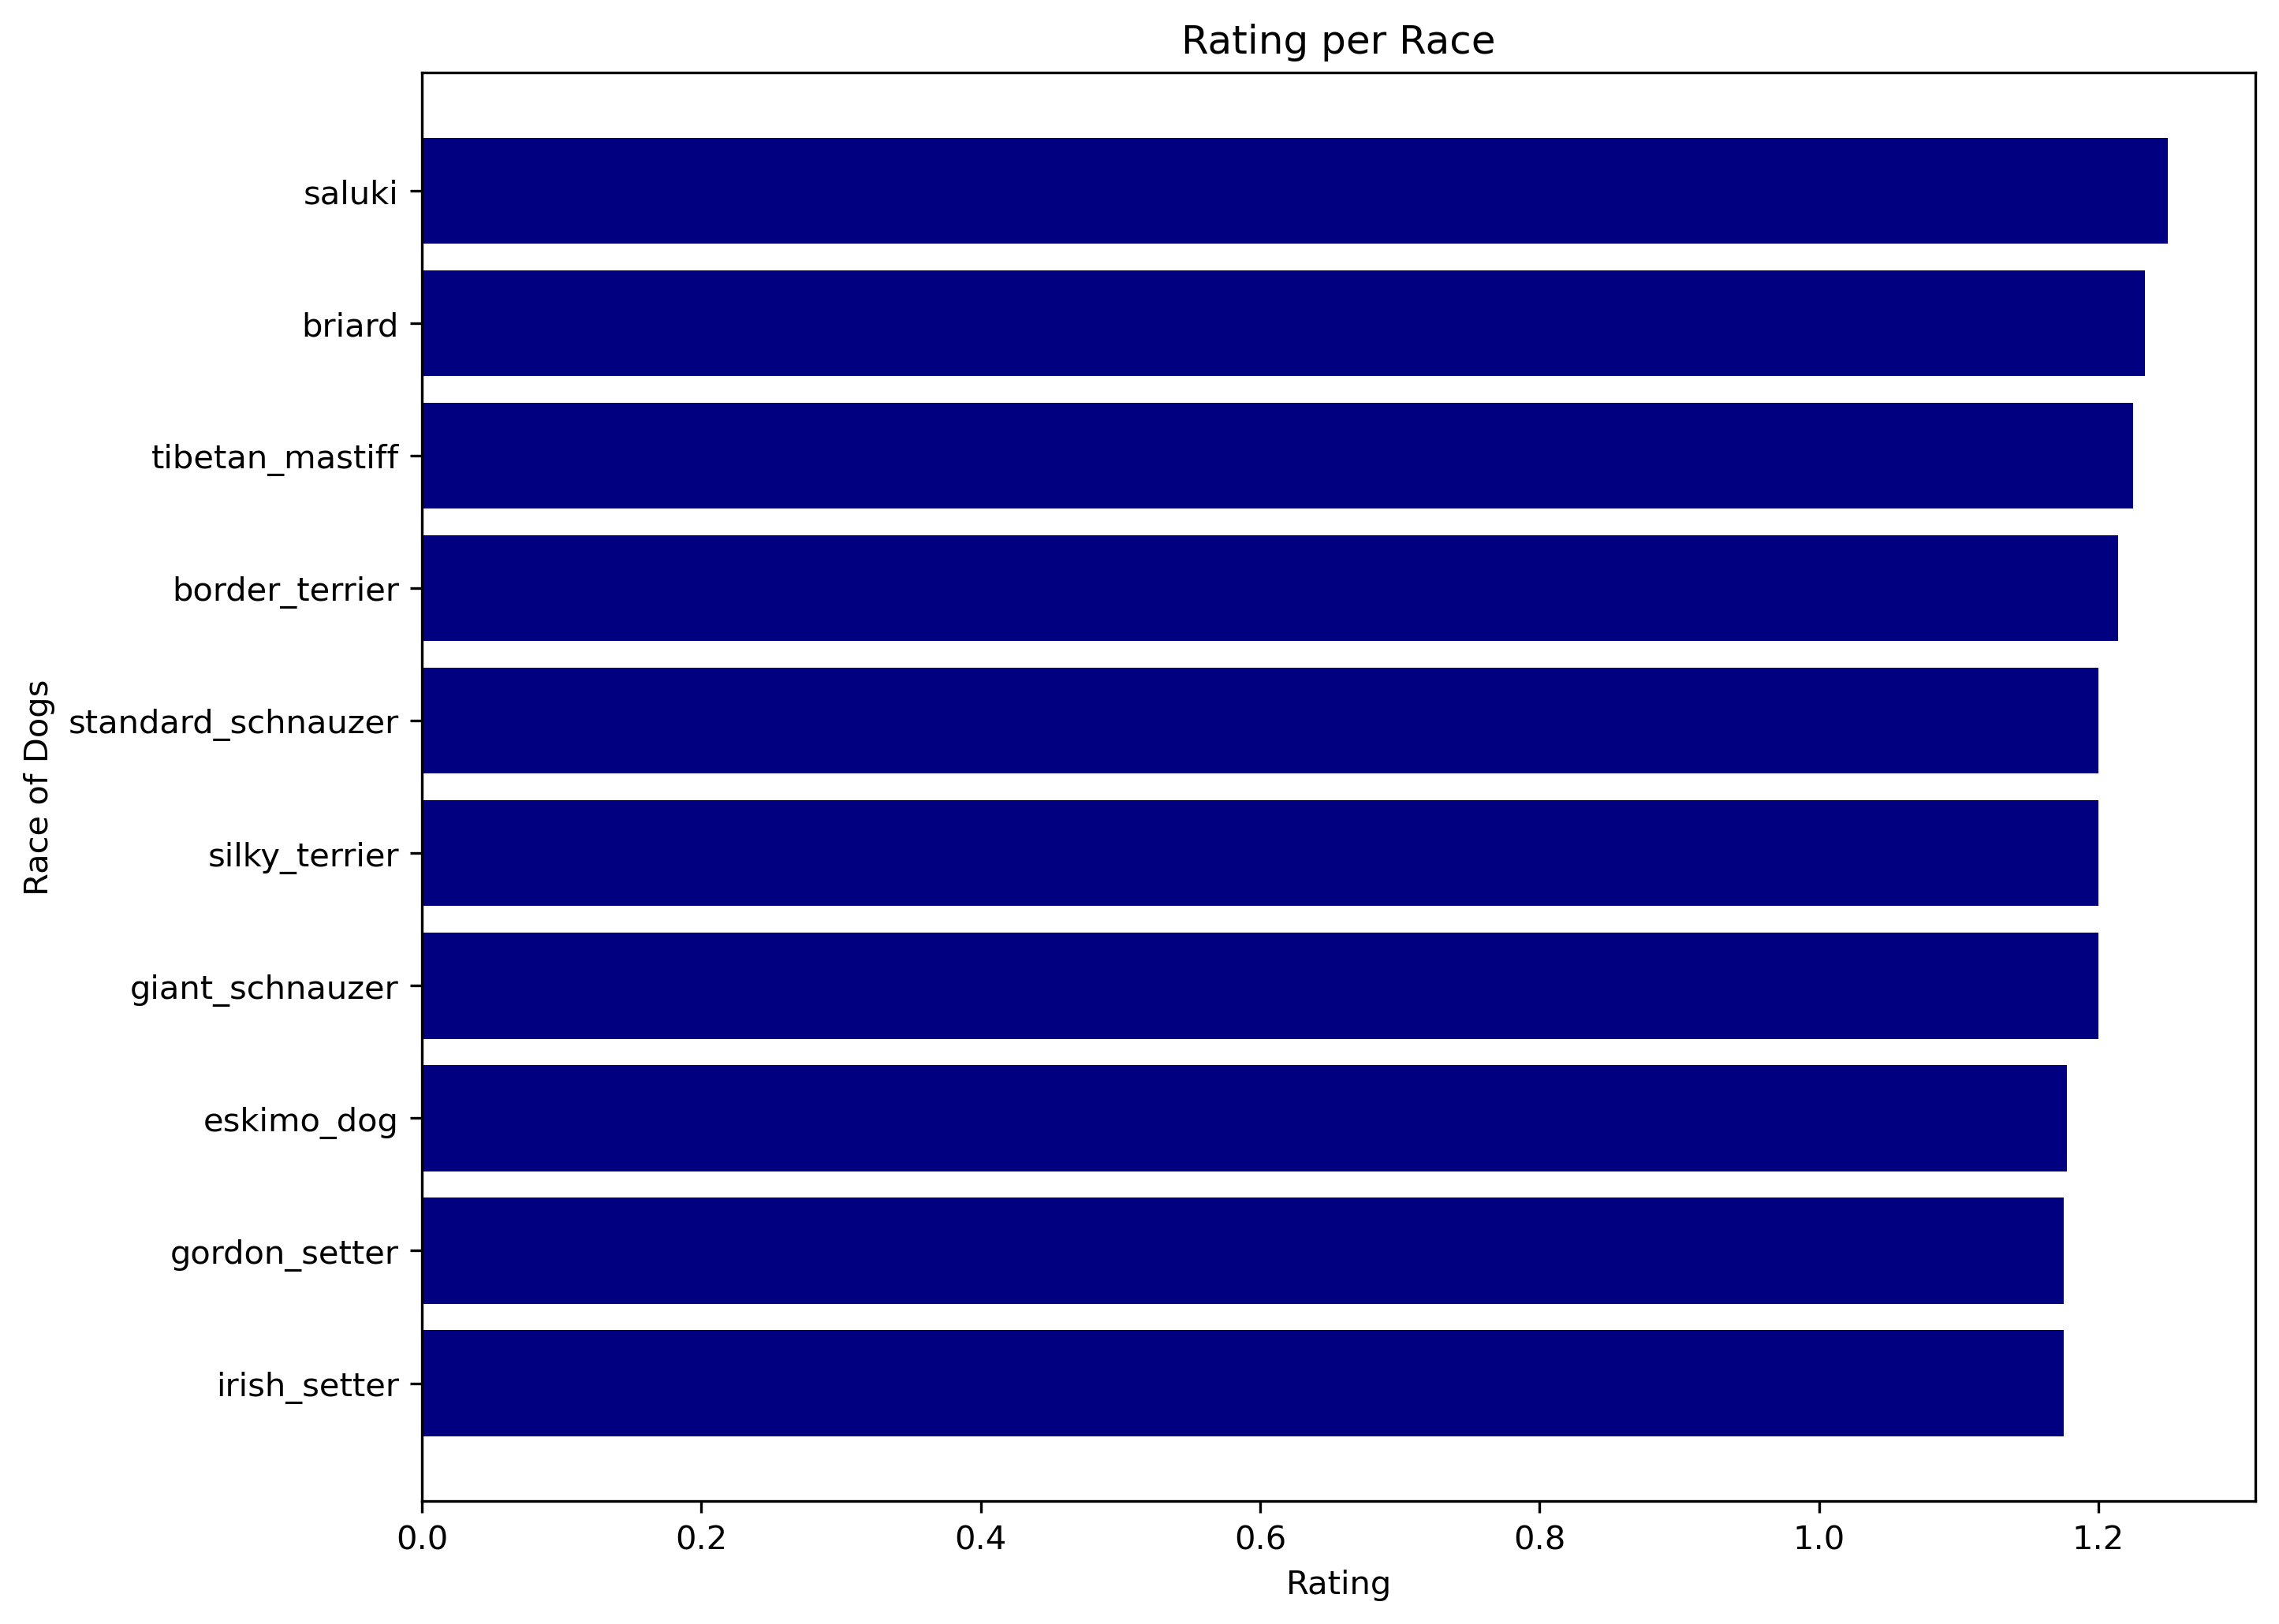 Rating per Race
saluki
briard
tibetan_mastiff
border_terrier
standard_schnauzer
silky_terrier
giant_schnauzer
eskimo_dog
gordon_setter
irish_setter
Race of Dogs
0.0 0.2 0.4 0.6 0.8 1.0 1.2
Rating